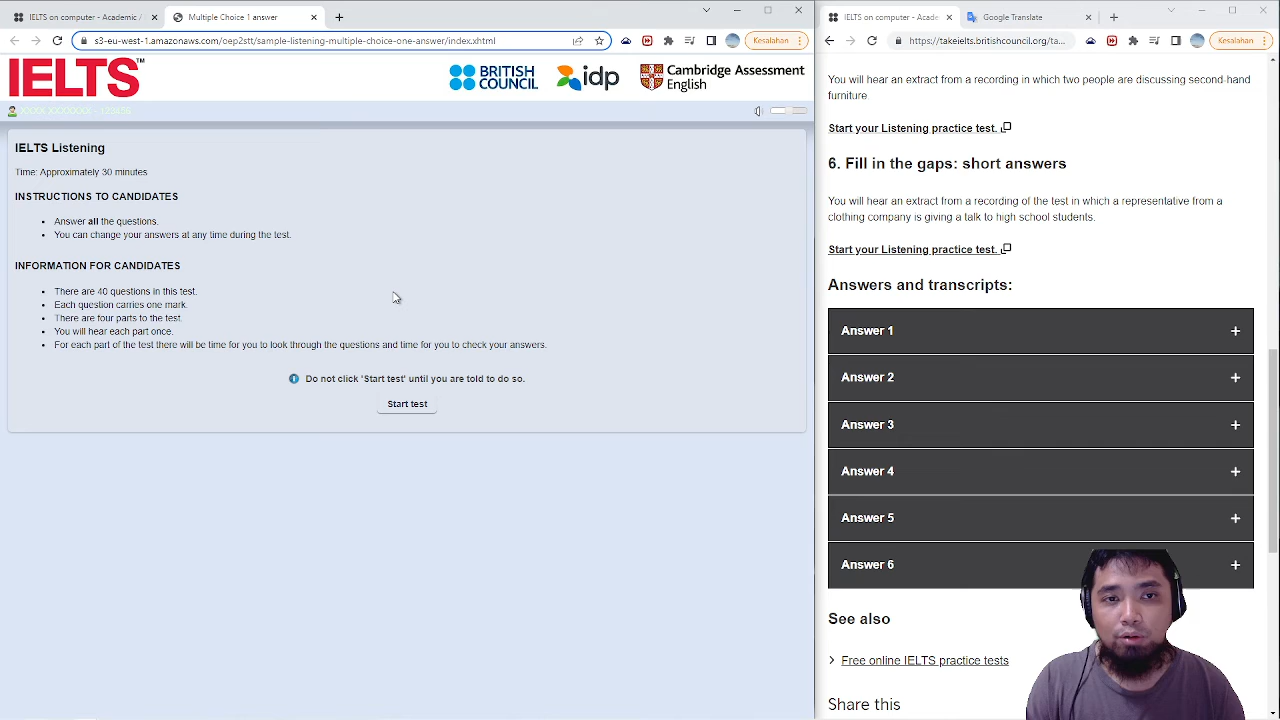 IELTS on computer - Academic /
Multiple Choice 1 answer
s3-eu-west-1.amazonaws.com/oep2stt/sample-listening-multiple-choice-one-answer/index.xhtml
Kesalahan
IELTS™
BRITISH COUNCIL
idp
Cambridge Assessment English
IELTS Listening
Time: Approximately 30 minutes
INSTRUCTIONS TO CANDIDATES
• Answer all the questions.
• You can change your answers at any time during the test.
INFORMATION FOR CANDIDATES
• There are 40 questions in this test.
• Each question carries one mark.
• There are four parts to the test.
• You will hear each part once.
• For each part of the test there will be time for you to look through the questions and time for you to check your answers.
Do not click 'Start test' until you are told to do so.
Start test
IELTS on computer - Acade
Google Translate
https://takeielts.britishcouncil.org/ta...
Kesalahan
You will hear an extract from a recording in which two people are discussing second-hand
furniture.
Start your Listening practice test.
6. Fill in the gaps: short answers
You will hear an extract from a recording of the test in which a representative from a
clothing company is giving a talk to high school students.
Start your Listening practice test.
Answers and transcripts:
Answer 1 +
Answer 2 +
Answer 3 +
Answer 4 +
Answer 5 +
Answer 6 +
See also
Free online IELTS practice tests
Share this